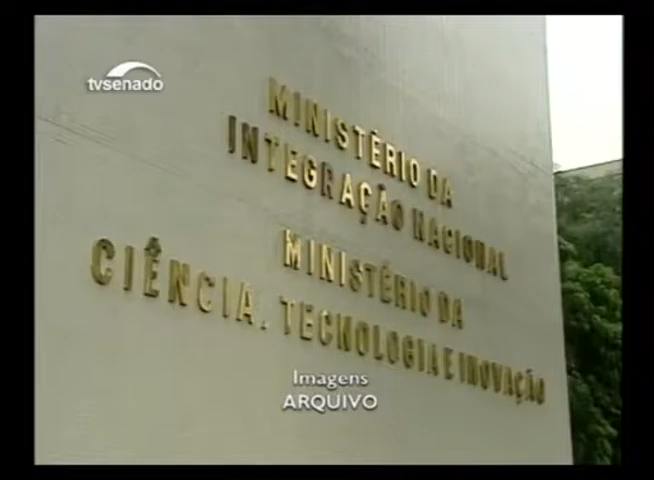 tvsenado
MINISTÉRIO DA
INTEGRAÇÃO NACIONAL
MINISTÉRIO DA
CIÊNCIA, TECNOLOGIA E INOVAÇÃO
Imagens
ARQUIVO